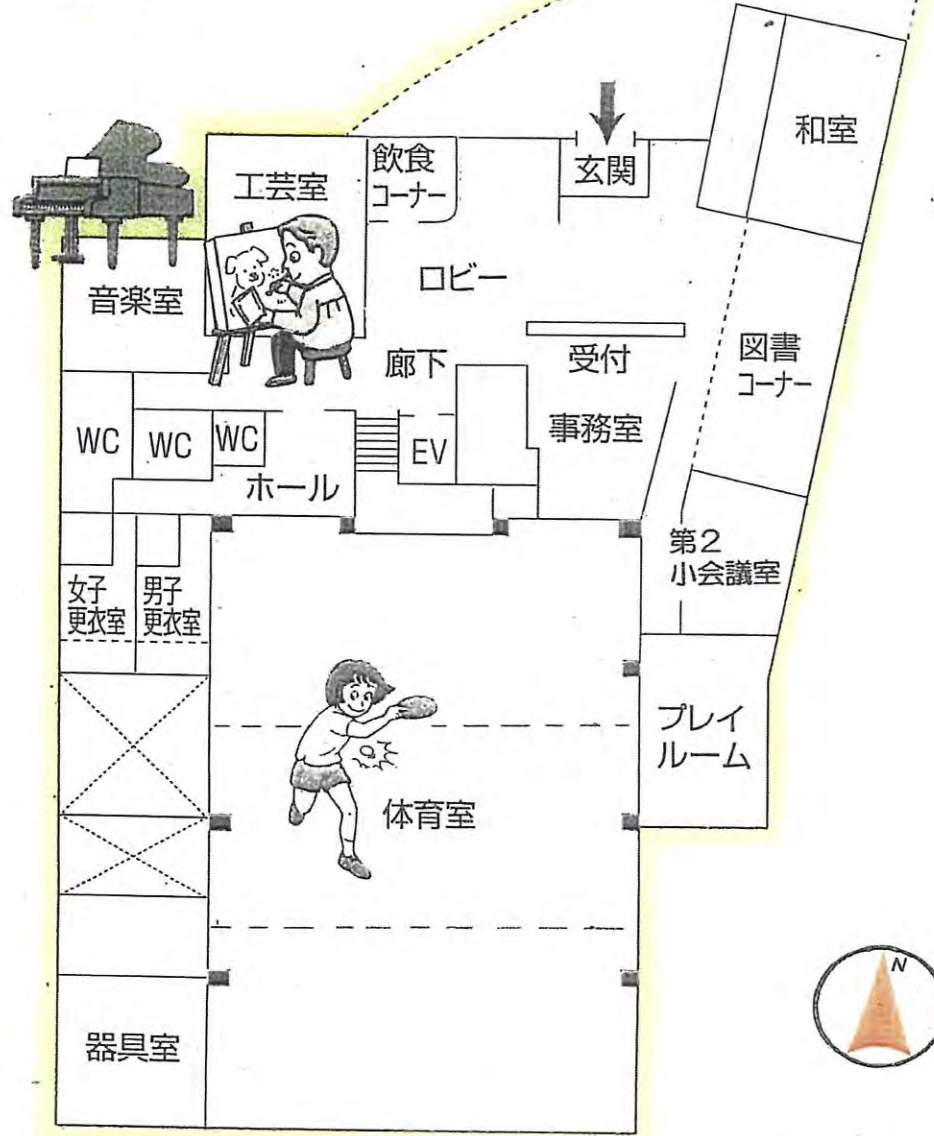 和室
飲食
コーナー
玄関
工芸室
ロビー
音楽室
廊下
受付
図書
コーナー
WC
WC
WC
EV
事務室
ホール
第2
小会議室
女子
更衣室
男子
更衣室
プレイ
ルーム
体育室
N
器具室